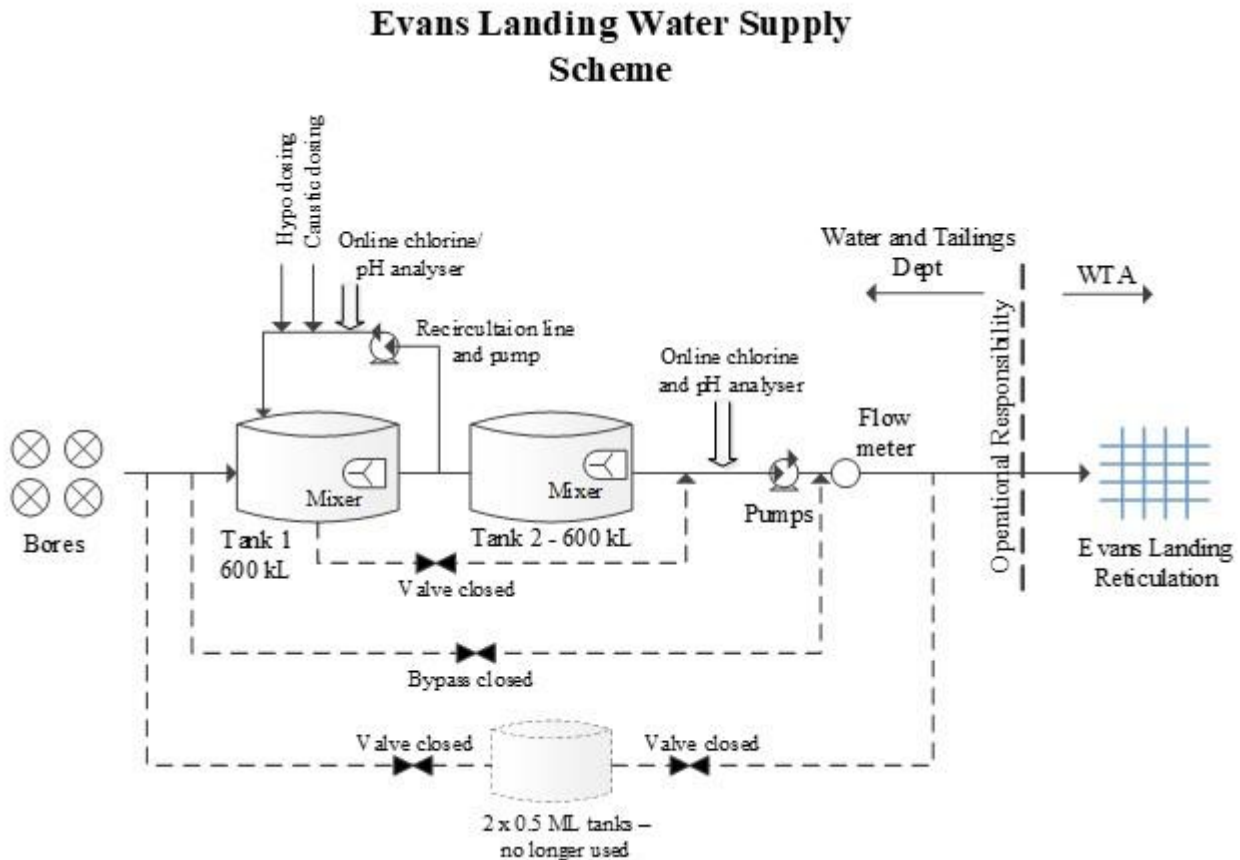 Evans Landing Water Supply
Scheme
Hypo dosing
Caustic dosing
Online chlorine/
pH analyser
Recircultaion line
and pump
Online chlorine
and pH analyser
Water and Tailings
Dept
WTA
Operational Responsibility
Flow
meter
Bores
Mixer
Tank 1
600 kL
Mixer
Tank 2 - 600 kL
Pumps
Evans Landing
Reticulation
Valve closed
Bypass closed
Valve closed
Valve closed
2 x 0.5 ML tanks –
no longer used